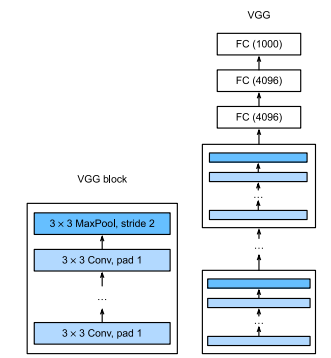 VGG
FC (1000)
FC (4096)
FC (4096)
...
...
...
...
VGG block
3 × 3 MaxPool, stride 2
3 × 3 Conv, pad 1
...
3 × 3 Conv, pad 1